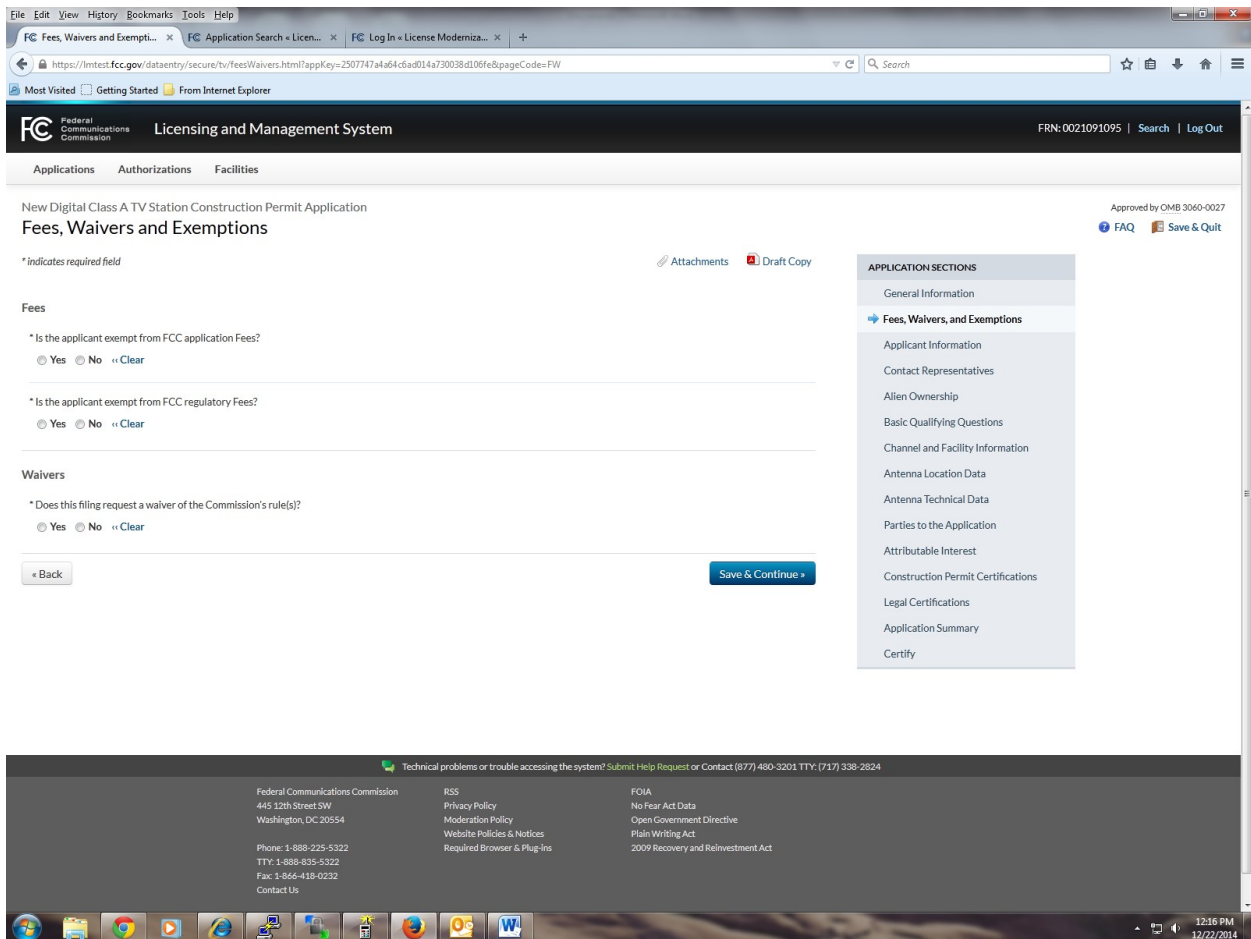 File Edit View History Bookmarks Tools Help
FCC Fees, Waivers and Exempti... × FCC Application Search « Licen... × FCC Log In « License Moderniza... × +
https://lmtest.fcc.gov/dataentry/secure/tv/feesWaivers.html?appKey=2507747a4a64c6ad014a730038d106fe&pageCode=FW Search
Most Visited Getting Started From Internet Explorer
FCC Federal
Communications
Commission
Licensing and Management System FRN: 0021091095 | Search | Log Out
Applications Authorizations Facilities
New Digital Class A TV Station Construction Permit Application Approved by OMB 3060-0027
Fees, Waivers and Exemptions FAQ Save & Quit
* indicates required field Attachments Draft Copy
Fees
* Is the applicant exempt from FCC application Fees?
Yes No ‹‹ Clear
* Is the applicant exempt from FCC regulatory Fees?
Yes No ‹‹ Clear
Waivers
* Does this filing request a waiver of the Commission's rule(s)?
Yes No ‹‹ Clear
« Back Save & Continue »
APPLICATION SECTIONS
General Information
Fees, Waivers, and Exemptions
Applicant Information
Contact Representatives
Alien Ownership
Basic Qualifying Questions
Channel and Facility Information
Antenna Location Data
Antenna Technical Data
Parties to the Application
Attributable Interest
Construction Permit Certifications
Legal Certifications
Application Summary
Certify
Technical problems or trouble accessing the system? Submit Help Request or Contact (877) 480-3201 TTY: (717) 338-2824
Federal Communications Commission
445 12th Street SW
Washington, DC 20554
Phone: 1-888-225-5322
TTY: 1-888-835-5322
Fax: 1-866-418-0232
Contact Us
RSS
Privacy Policy
Moderation Policy
Website Policies & Notices
Required Browser & Plug-ins
FOIA
No Fear Act Data
Open Government Directive
Plain Writing Act
2009 Recovery and Reinvestment Act
12:16 PM
12/22/2014